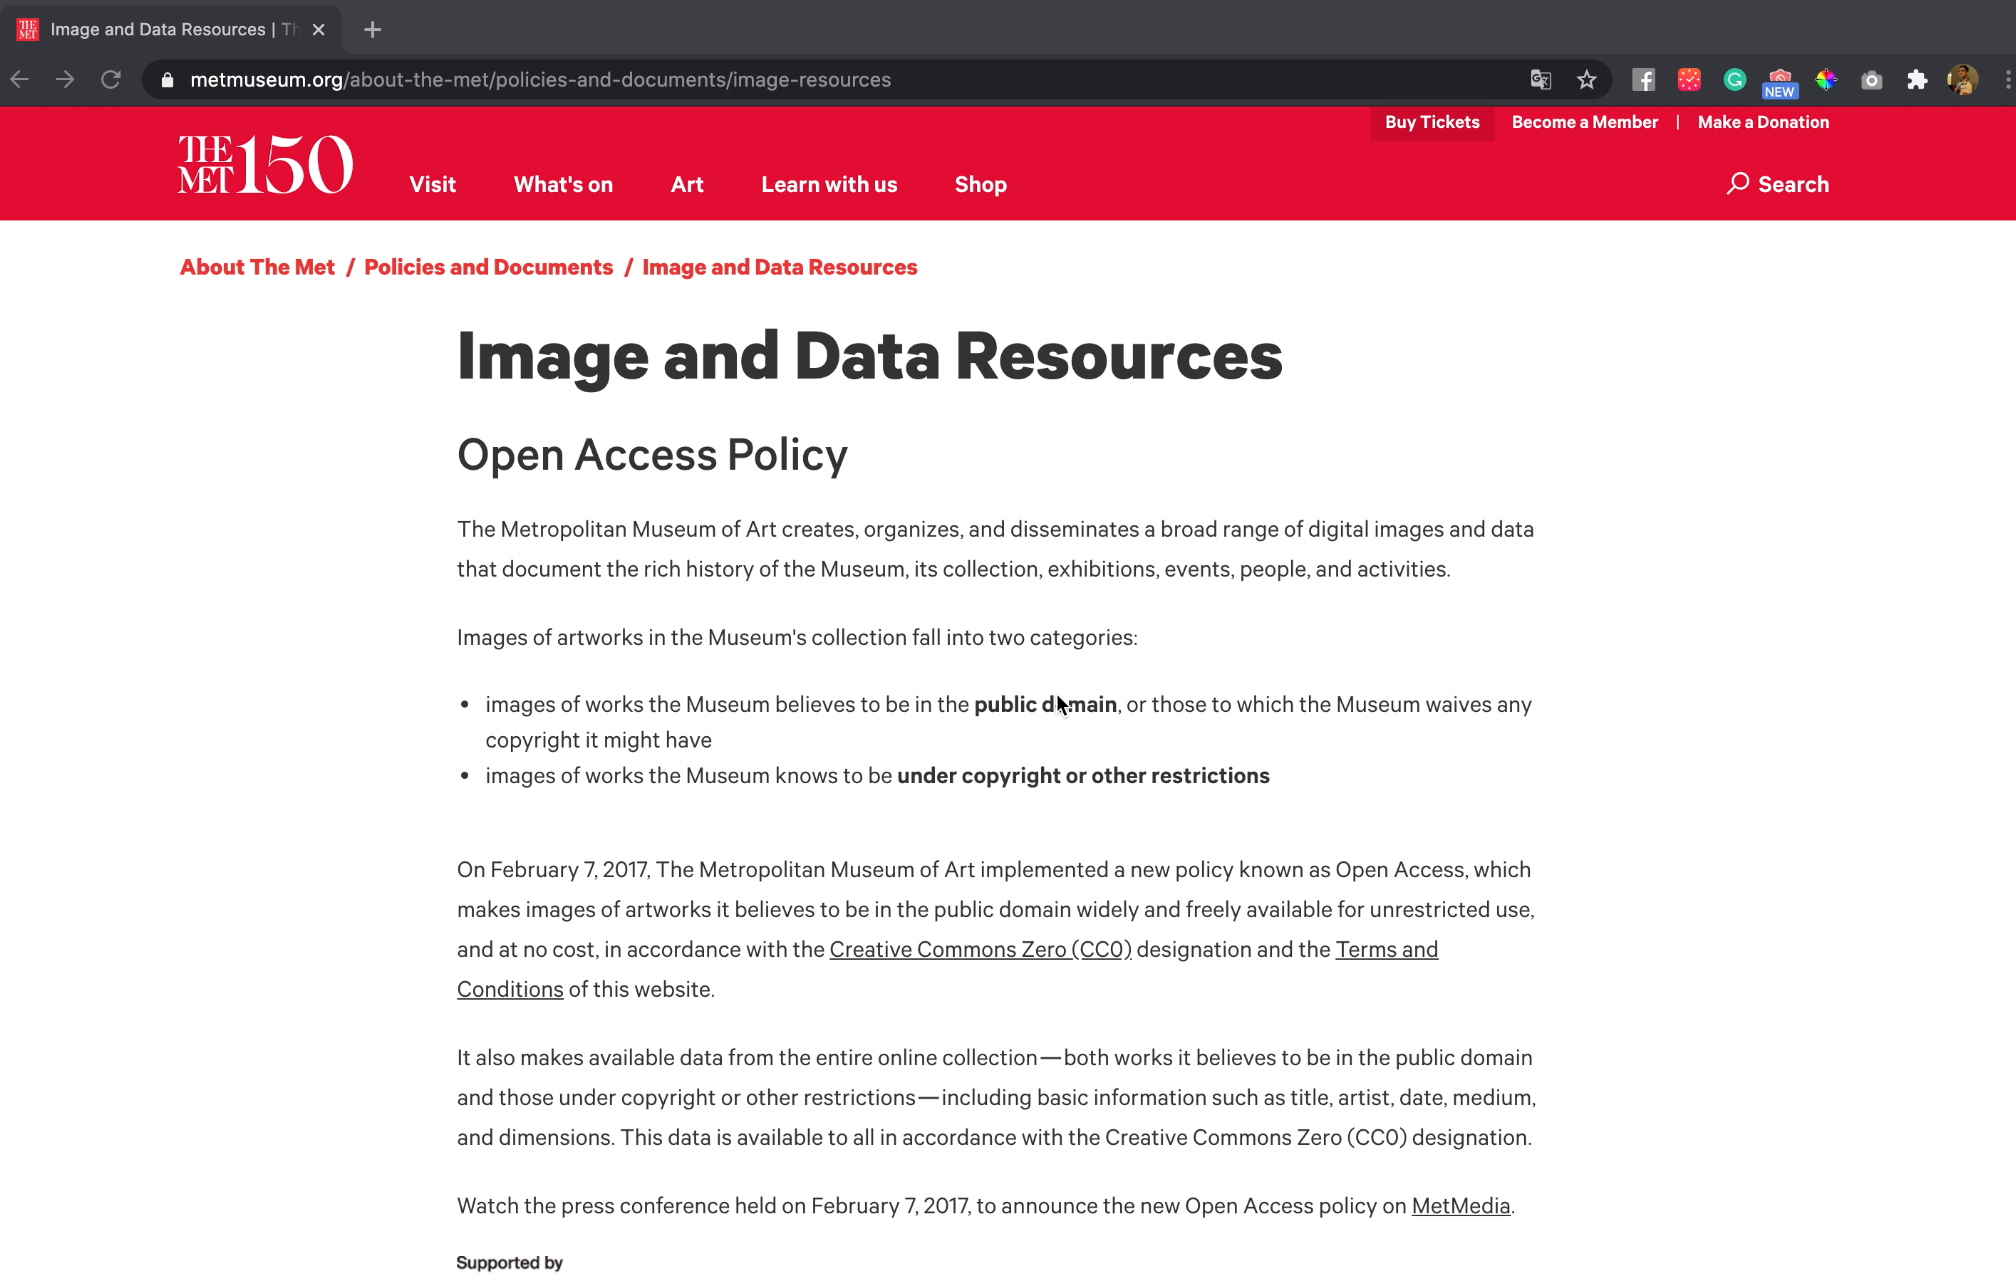 THE MET Image and Data Resources | Th
metmuseum.org/about-the-met/policies-and-documents/image-resources
NEW
Buy Tickets Become a Member | Make a Donation
THE MET 150 Visit What's on Art Learn with us Shop Search
About The Met / Policies and Documents / Image and Data Resources
Image and Data Resources
Open Access Policy
The Metropolitan Museum of Art creates, organizes, and disseminates a broad range of digital images and data
that document the rich history of the Museum, its collection, exhibitions, events, people, and activities.
Images of artworks in the Museum's collection fall into two categories:
• images of works the Museum believes to be in the public domain, or those to which the Museum waives any
copyright it might have
• images of works the Museum knows to be under copyright or other restrictions
On February 7, 2017, The Metropolitan Museum of Art implemented a new policy known as Open Access, which
makes images of artworks it believes to be in the public domain widely and freely available for unrestricted use,
and at no cost, in accordance with the Creative Commons Zero (CC0) designation and the Terms and
Conditions of this website.
It also makes available data from the entire online collection—both works it believes to be in the public domain
and those under copyright or other restrictions—including basic information such as title, artist, date, medium,
and dimensions. This data is available to all in accordance with the Creative Commons Zero (CC0) designation.
Watch the press conference held on February 7, 2017, to announce the new Open Access policy on MetMedia.
Supported by